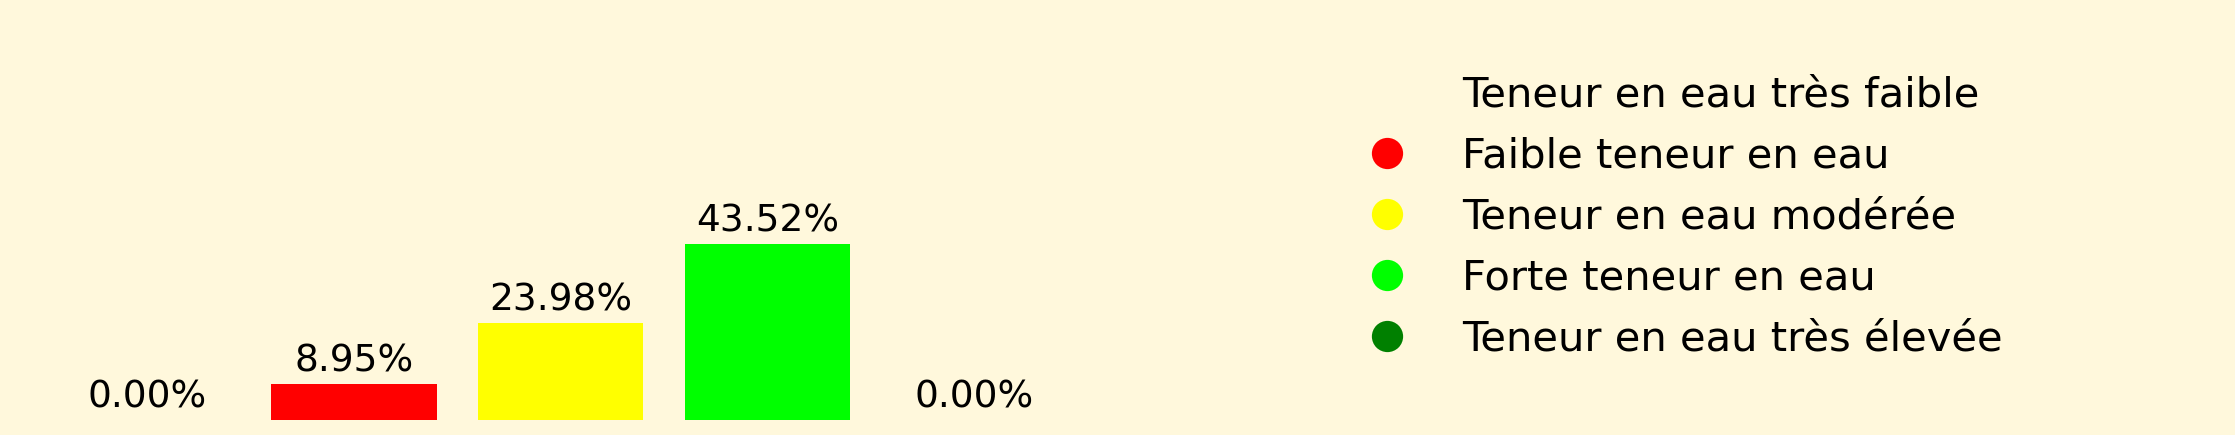 0.00%
8.95%
23.98%
43.52%
0.00%
Teneur en eau très faible
Faible teneur en eau
Teneur en eau modérée
Forte teneur en eau
Teneur en eau très élevée